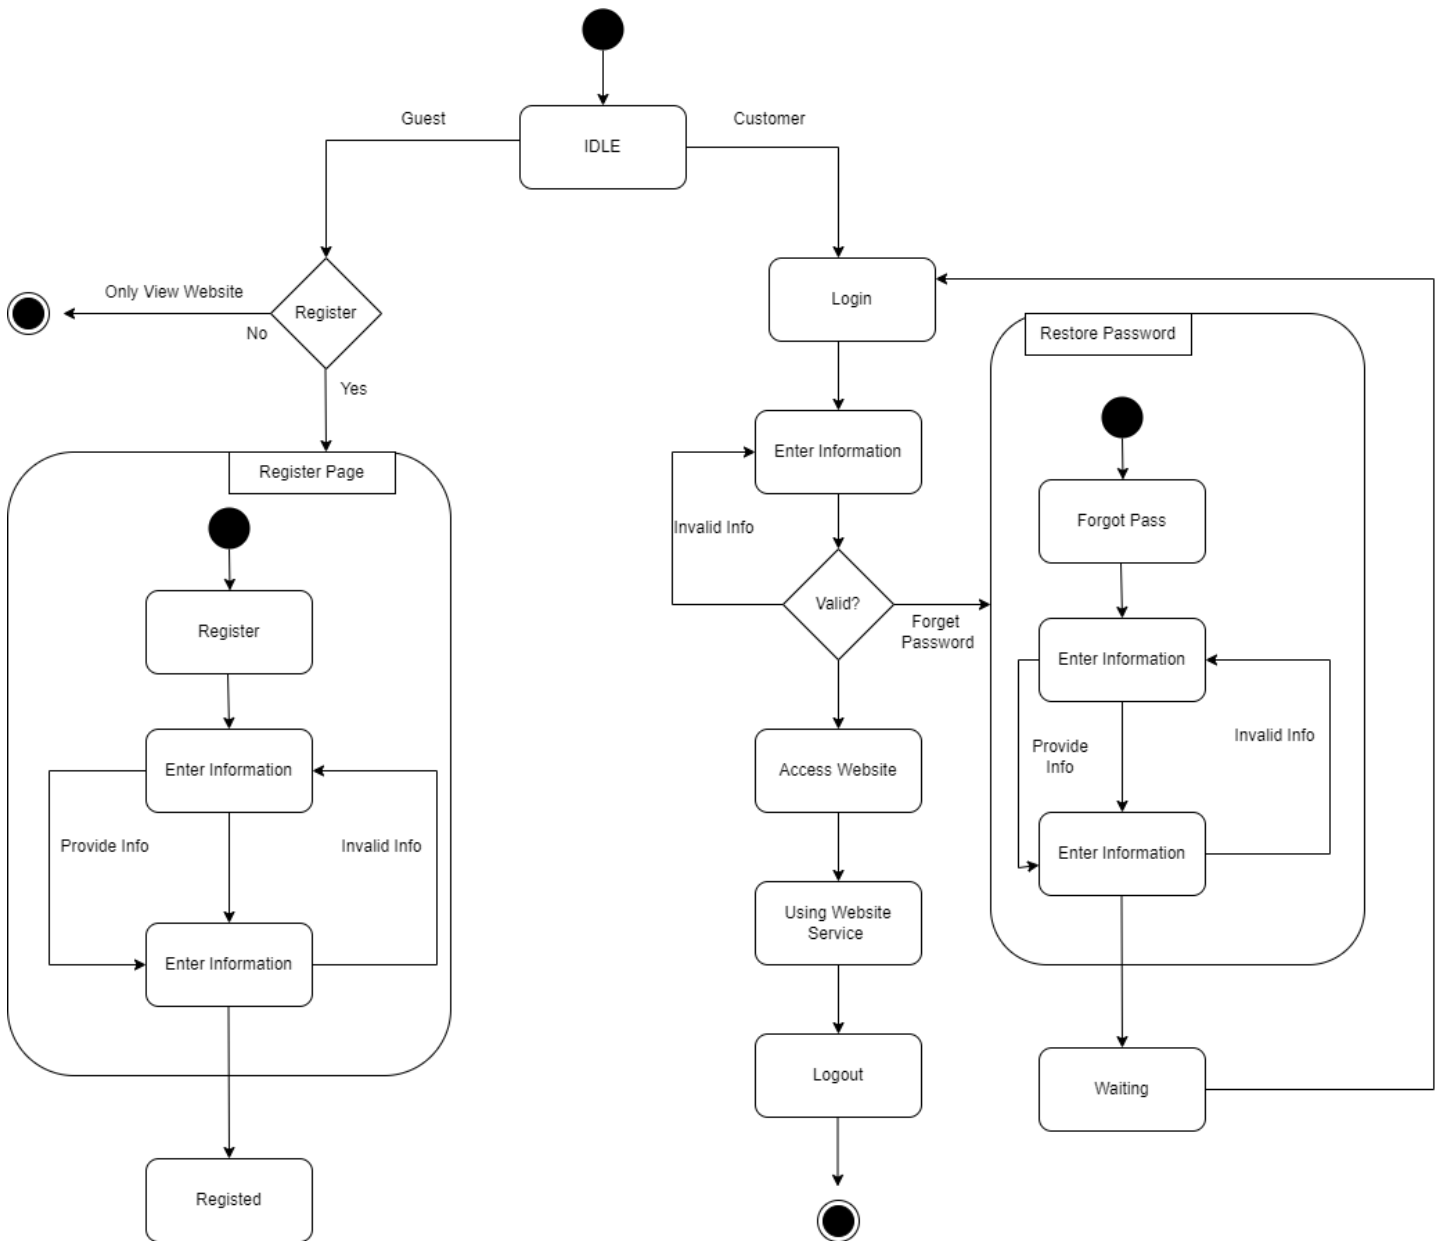 Guest
Customer
IDLE
Only View Website
Register
No
Yes
Login
Restore Password
Register Page
Enter Information
Invalid Info
Forgot Pass
Register
Valid?
Forget
Password
Enter Information
Enter Information
Access Website
Provide
Info
Invalid Info
Provide Info
Invalid Info
Enter Information
Using Website
Service
Enter Information
Logout
Waiting
Registed